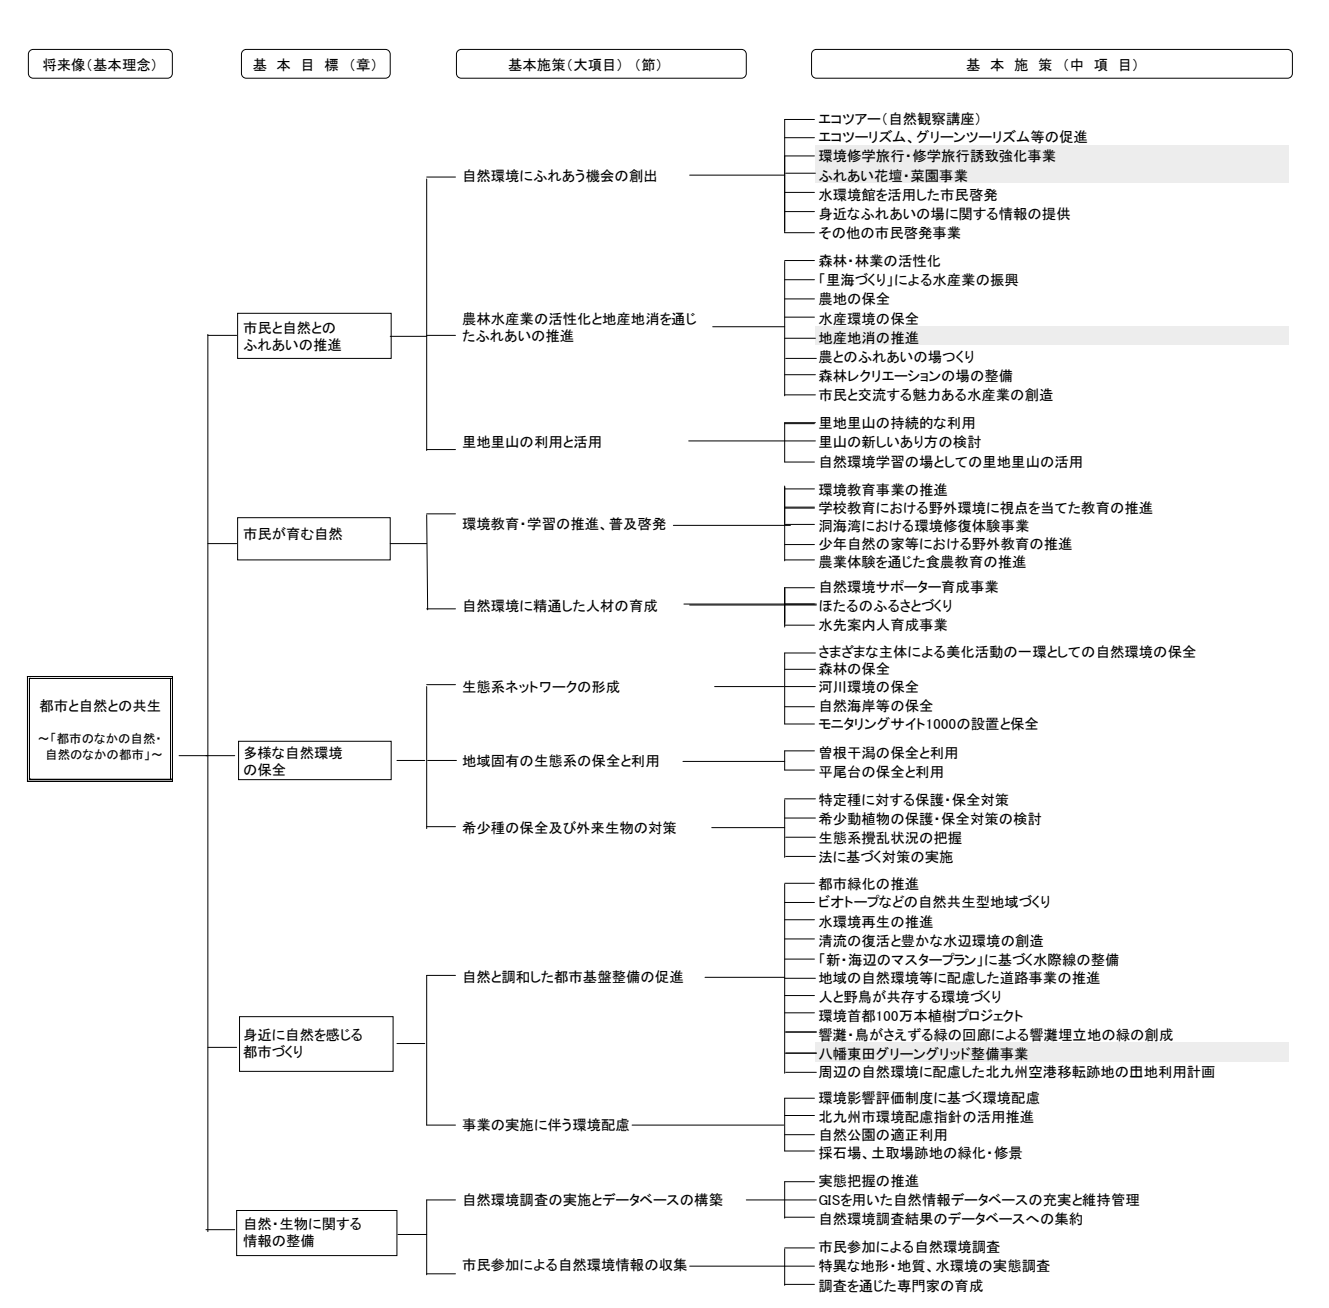 将来像(基本理念)
基 本 目 標 (章)
基本施策(大項目) (節)
基 本 施 策 (中 項 目)
都市と自然との共生
～「都市のなかの自然・
自然のなかの都市」～
市民と自然との
ふれあいの推進
自然環境にふれあう機会の創出
エコツアー(自然観察講座)
エコツーリズム、グリーンツーリズム等の促進
環境修学旅行・修学旅行誘致強化事業
ふれあい花壇・菜園事業
水環境館を活用した市民啓発
身近なふれあいの場に関する情報の提供
その他の市民啓発事業
農林水産業の活性化と地産地消を通じ
たふれあいの推進
森林・林業の活性化
「里海づくり」による水産業の振興
農地の保全
水産環境の保全
地産地消の推進
農とのふれあいの場つくり
森林レクリエーションの場の整備
市民と交流する魅力ある水産業の創造
里地里山の利用と活用
里地里山の持続的な利用
里山の新しいあり方の検討
自然環境学習の場としての里地里山の活用
市民が育む自然
環境教育・学習の推進、普及啓発
環境教育事業の推進
学校教育における野外環境に視点を当てた教育の推進
洞海湾における環境修復体験事業
少年自然の家等における野外教育の推進
農業体験を通じた食農教育の推進
自然環境に精通した人材の育成
自然環境サポーター育成事業
ほたるのふるさとづくり
水先案内人育成事業
多様な自然環境
の保全
生態系ネットワークの形成
さまざまな主体による美化活動の一環としての自然環境の保全
森林の保全
河川環境の保全
自然海岸等の保全
モニタリングサイト1000の設置と保全
地域固有の生態系の保全と利用
曽根干潟の保全と利用
平尾台の保全と利用
希少種の保全及び外来生物の対策
特定種に対する保護・保全対策
希少動植物の保護・保全対策の検討
生態系攪乱状況の把握
法に基づく対策の実施
身近に自然を感じる
都市づくり
自然と調和した都市基盤整備の促進
都市緑化の推進
ビオトープなどの自然共生型地域づくり
水環境再生の推進
清流の復活と豊かな水辺環境の創造
「新・海辺のマスタープラン」に基づく水際線の整備
地域の自然環境等に配慮した道路事業の推進
人と野鳥が共存する環境づくり
環境首都100万本植樹プロジェクト
響灘・鳥がさえずる緑の回廊による響灘埋立地の緑の創成
八幡東田グリーングリッド整備事業
周辺の自然環境に配慮した北九州空港移転跡地の土地利用計画
事業の実施に伴う環境配慮
環境影響評価制度に基づく環境配慮
北九州市環境配慮指針の活用推進
自然公園の適正利用
採石場、土取場跡地の緑化・修景
自然・生物に関する
情報の整備
自然環境調査の実施とデータベースの構築
実態把握の推進
GISを用いた自然情報データベースの充実と維持管理
自然環境調査結果のデータベースへの集約
市民参加による自然環境情報の収集
市民参加による自然環境調査
特異な地形・地質、水環境の実態調査
調査を通じた専門家の育成